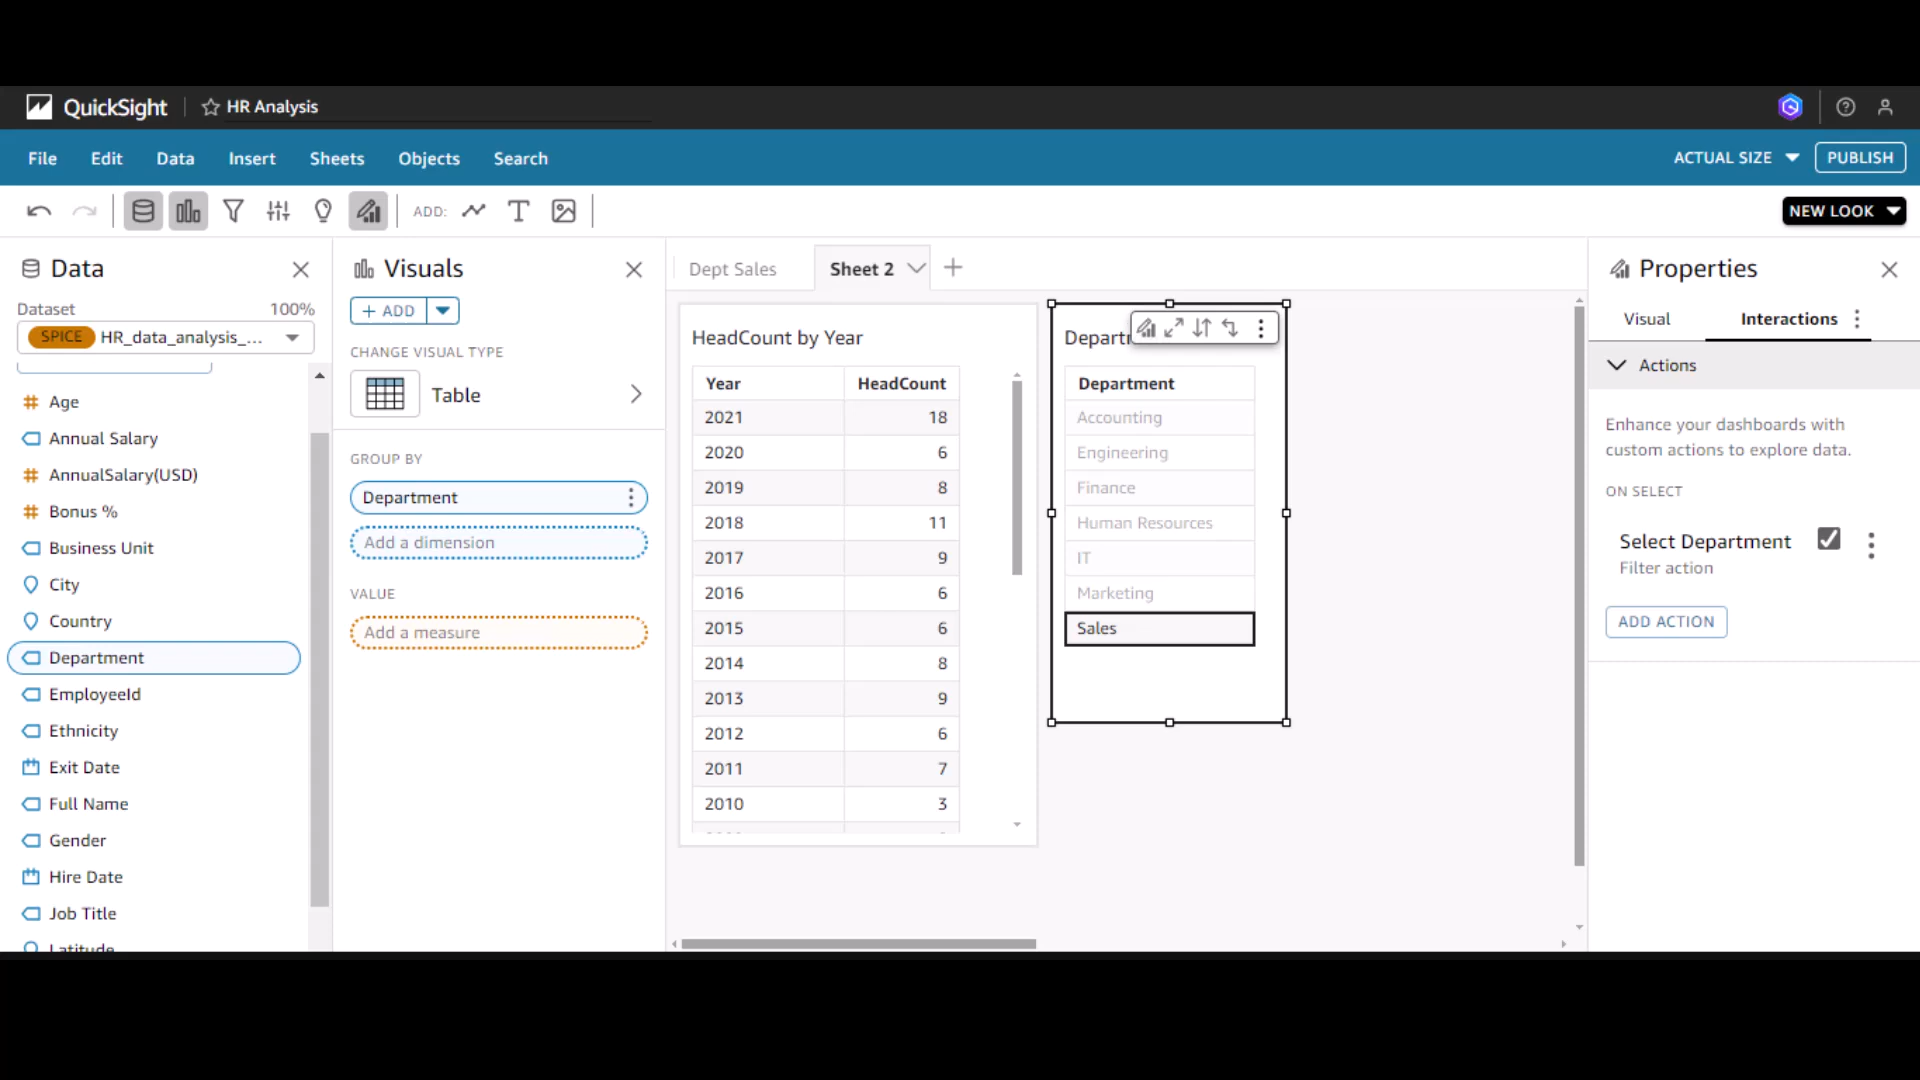 QuickSight
HR Analysis
File Edit Data Insert Sheets Objects Search
ACTUAL SIZE
PUBLISH
ADD:
NEW LOOK
Data
Dataset 100%
SPICE HR_data_analysis_...
Age
Annual Salary
AnnualSalary(USD)
Bonus %
Business Unit
City
Country
Department
EmployeeId
Ethnicity
Exit Date
Full Name
Gender
Hire Date
Job Title
Latitude
Visuals
+ ADD
CHANGE VISUAL TYPE
Table
GROUP BY
Department
Add a dimension
VALUE
Add a measure
Dept Sales
Sheet 2
HeadCount by Year
Year HeadCount
2021 18
2020 6
2019 8
2018 11
2017 9
2016 6
2015 6
2014 8
2013 9
2012 6
2011 7
2010 3
Department
Accounting
Engineering
Finance
Human Resources
IT
Marketing
Sales
Properties
Visual
Interactions
Actions
Enhance your dashboards with
custom actions to explore data.
ON SELECT
Select Department
Filter action
ADD ACTION